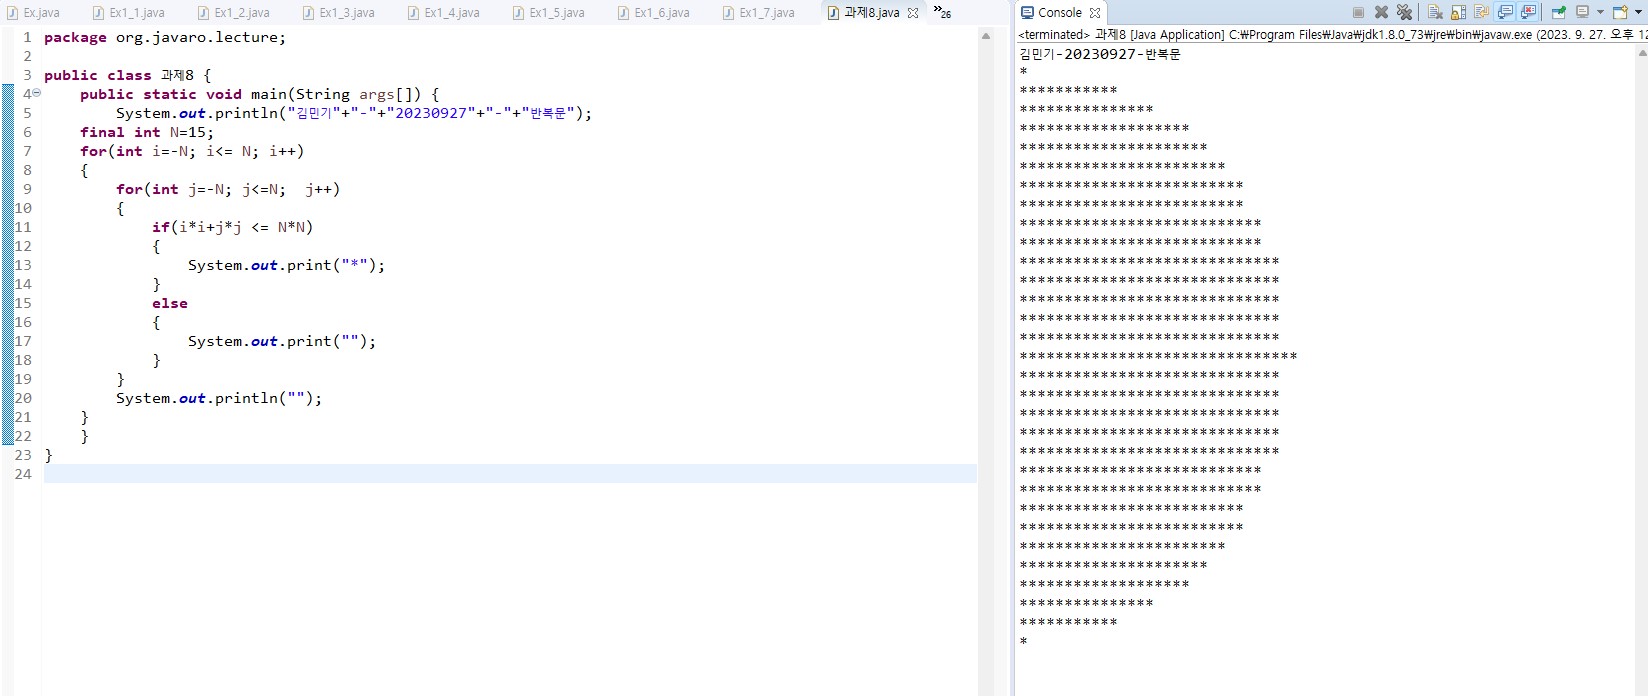 Ex.java Ex1_1.java Ex1_2.java Ex1_3.java Ex1_4.java Ex1_5.java Ex1_6.java Ex1_7.java 과제8.java »26
1 package org.javaro.lecture;
2
3 public class 과제8 {
4 public static void main(String args[]) {
5 System.out.println("김민기"+"-"+"20230927"+"-"+"반복문");
6 final int N=15;
7 for(int i=-N; i<= N; i++)
8 {
9 for(int j=-N; j<=N;  j++)
10 {
11 if(i*i+j*j <= N*N)
12 {
13 System.out.print("*");
14 }
15 else
16 {
17 System.out.print("");
18 }
19 }
20 System.out.println("");
21 }
22 }
23 }
24
Console
<terminated> 과제8 [Java Application] C:₩Program Files₩Java₩jdk1.8.0_73₩jre₩bin₩javaw.exe (2023. 9. 27. 오후 12
김민기-20230927-반복문
*
***********
***************
*******************
*********************
***********************
*************************
*************************
***************************
***************************
*****************************
*****************************
*****************************
*****************************
*****************************
*******************************
*****************************
*****************************
*****************************
*****************************
*****************************
***************************
***************************
*************************
*************************
***********************
*********************
*******************
***************
***********
*